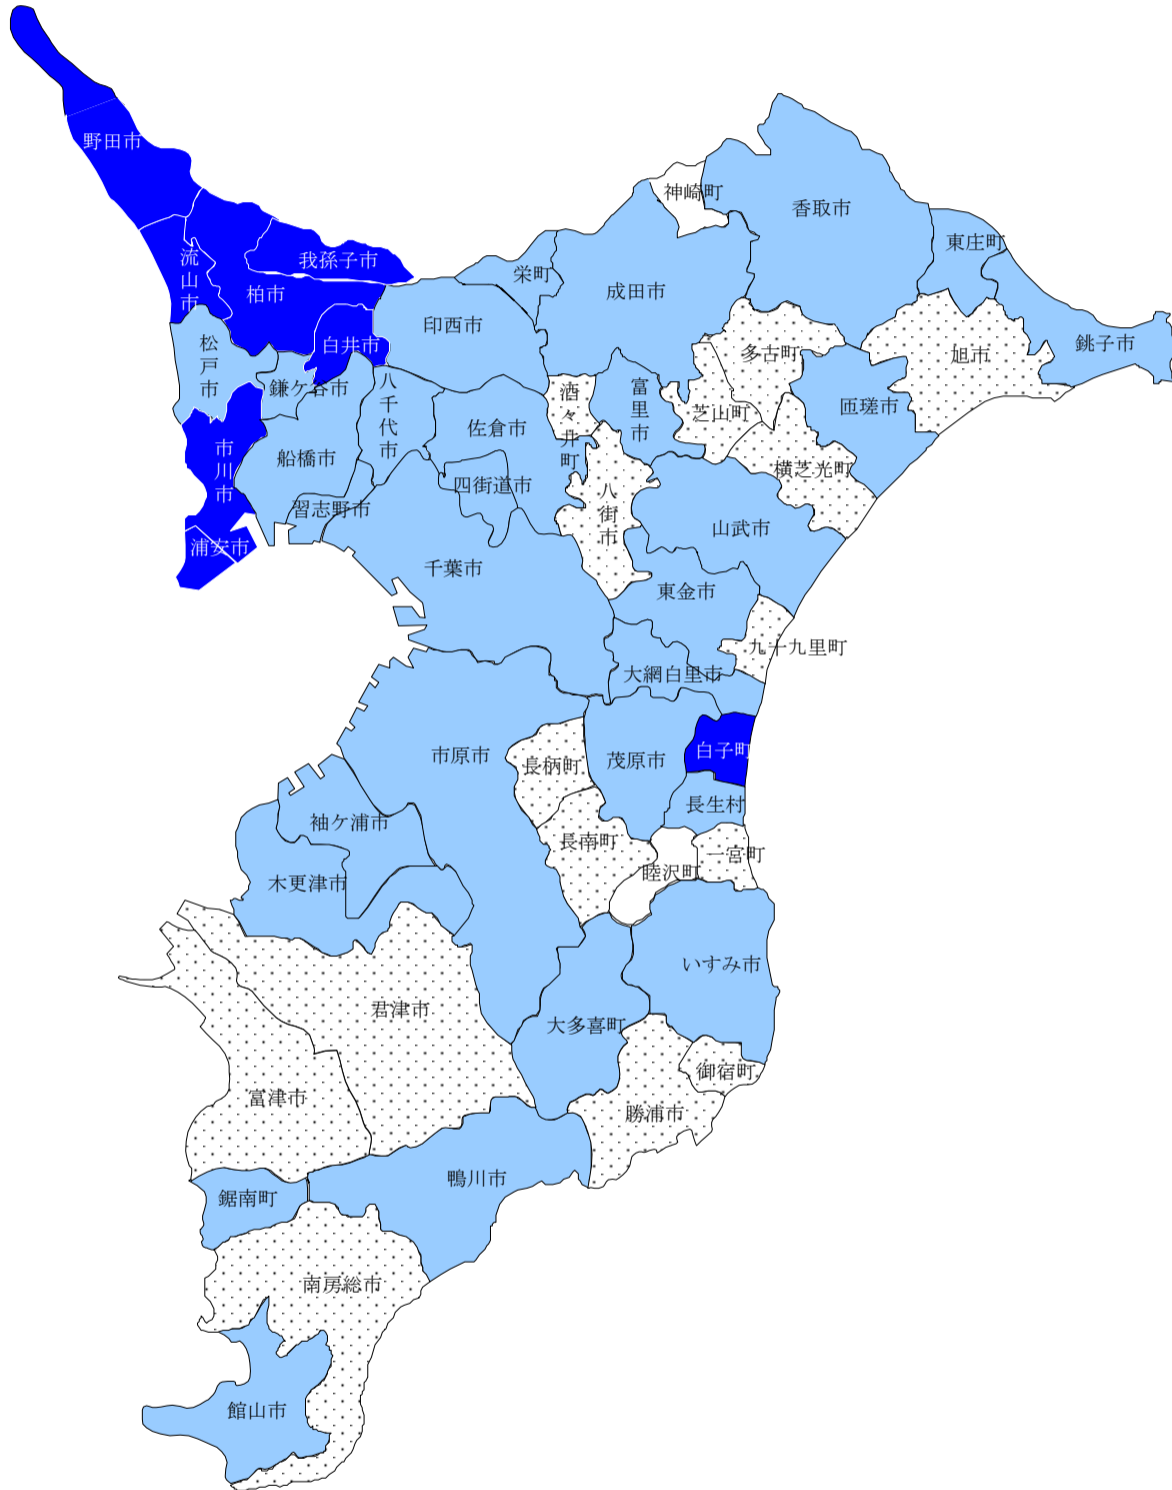 野田市
神崎町
香取市
東庄町
流山市
我孫子市
柏市
栄町
成田市
印西市
白井市
松戸市
鎌ケ谷市
八千代市
多古町
旭市
銚子市
酒々井町
富里市
芝山町
匝瑳市
佐倉市
市川市
船橋市
四街道市
八街市
横芝光町
習志野市
山武市
浦安市
千葉市
東金市
九十九里町
大網白里市
市原市
長柄町
茂原市
白子町
長生村
袖ケ浦市
長南町
一宮町
睦沢町
木更津市
いすみ市
君津市
大多喜町
御宿町
富津市
勝浦市
鴨川市
鋸南町
南房総市
館山市